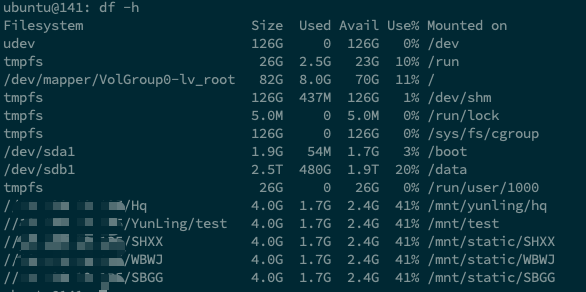 ubuntu@141: df -h
Filesystem Size Used Avail Use% Mounted on
udev 126G 0 126G 0% /dev
tmpfs 26G 2.5G 23G 10% /run
/dev/mapper/VolGroup0-lv_root 82G 8.0G 70G 11% /
tmpfs 126G 437M 126G 1% /dev/shm
tmpfs 5.0M 0 5.0M 0% /run/lock
tmpfs 126G 0 126G 0% /sys/fs/cgroup
/dev/sda1 1.9G 54M 1.7G 3% /boot
/dev/sdb1 2.5T 480G 1.9T 20% /data
tmpfs 26G 0 26G 0% /run/user/1000
/Hq 4.0G 1.7G 2.4G 41% /mnt/yunling/hq
/YunLing/test 4.0G 1.7G 2.4G 41% /mnt/test
/SHXX 4.0G 1.7G 2.4G 41% /mnt/static/SHXX
/WBWJ 4.0G 1.7G 2.4G 41% /mnt/static/WBWJ
/SBGG 4.0G 1.7G 2.4G 41% /mnt/static/SBGG